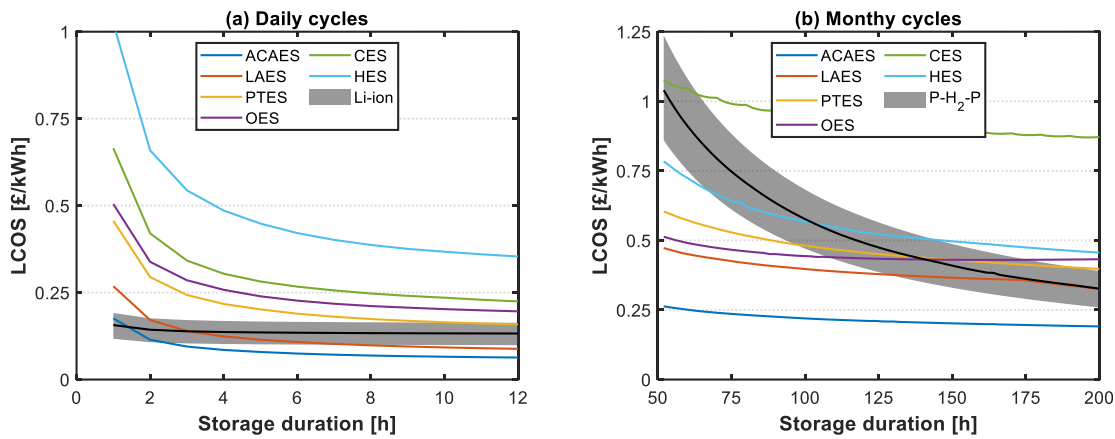 (a) Daily cycles
LCOS [£/kWh]
1
0.75
0.5
0.25
0
ACAES
LAES
PTES
OES
CES
HES
Li-ion
0 2 4 6 8 10 12
Storage duration [h]
(b) Monthy cycles
LCOS [£/kWh]
1.25
1
0.75
0.5
0.25
0
ACAES
LAES
PTES
OES
CES
HES
P-H₂-P
50 75 100 125 150 175 200
Storage duration [h]